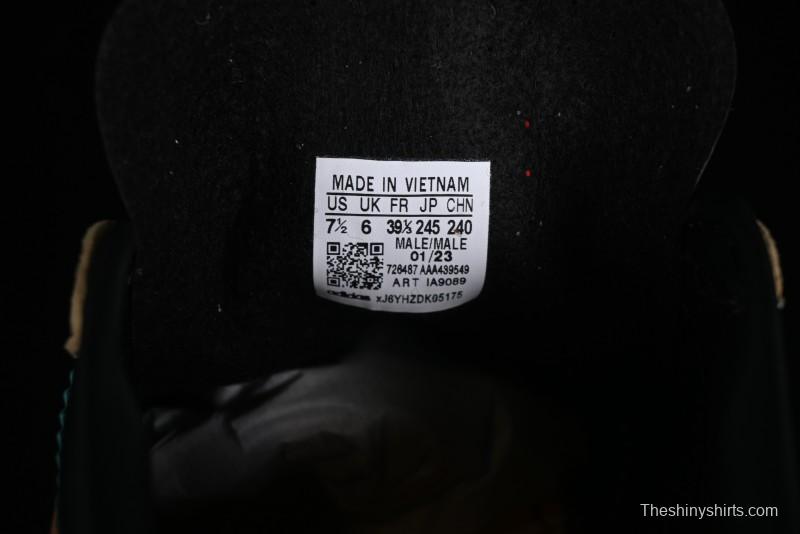 MADE IN VIETNAM
US UK FR JP CHN
7½ 6 39⅓ 245 240
MALE/MALE
01/23
726487 AAA439549
ART IA9089
adidas xJ6YHZDK05175
TheshinyShirts.com